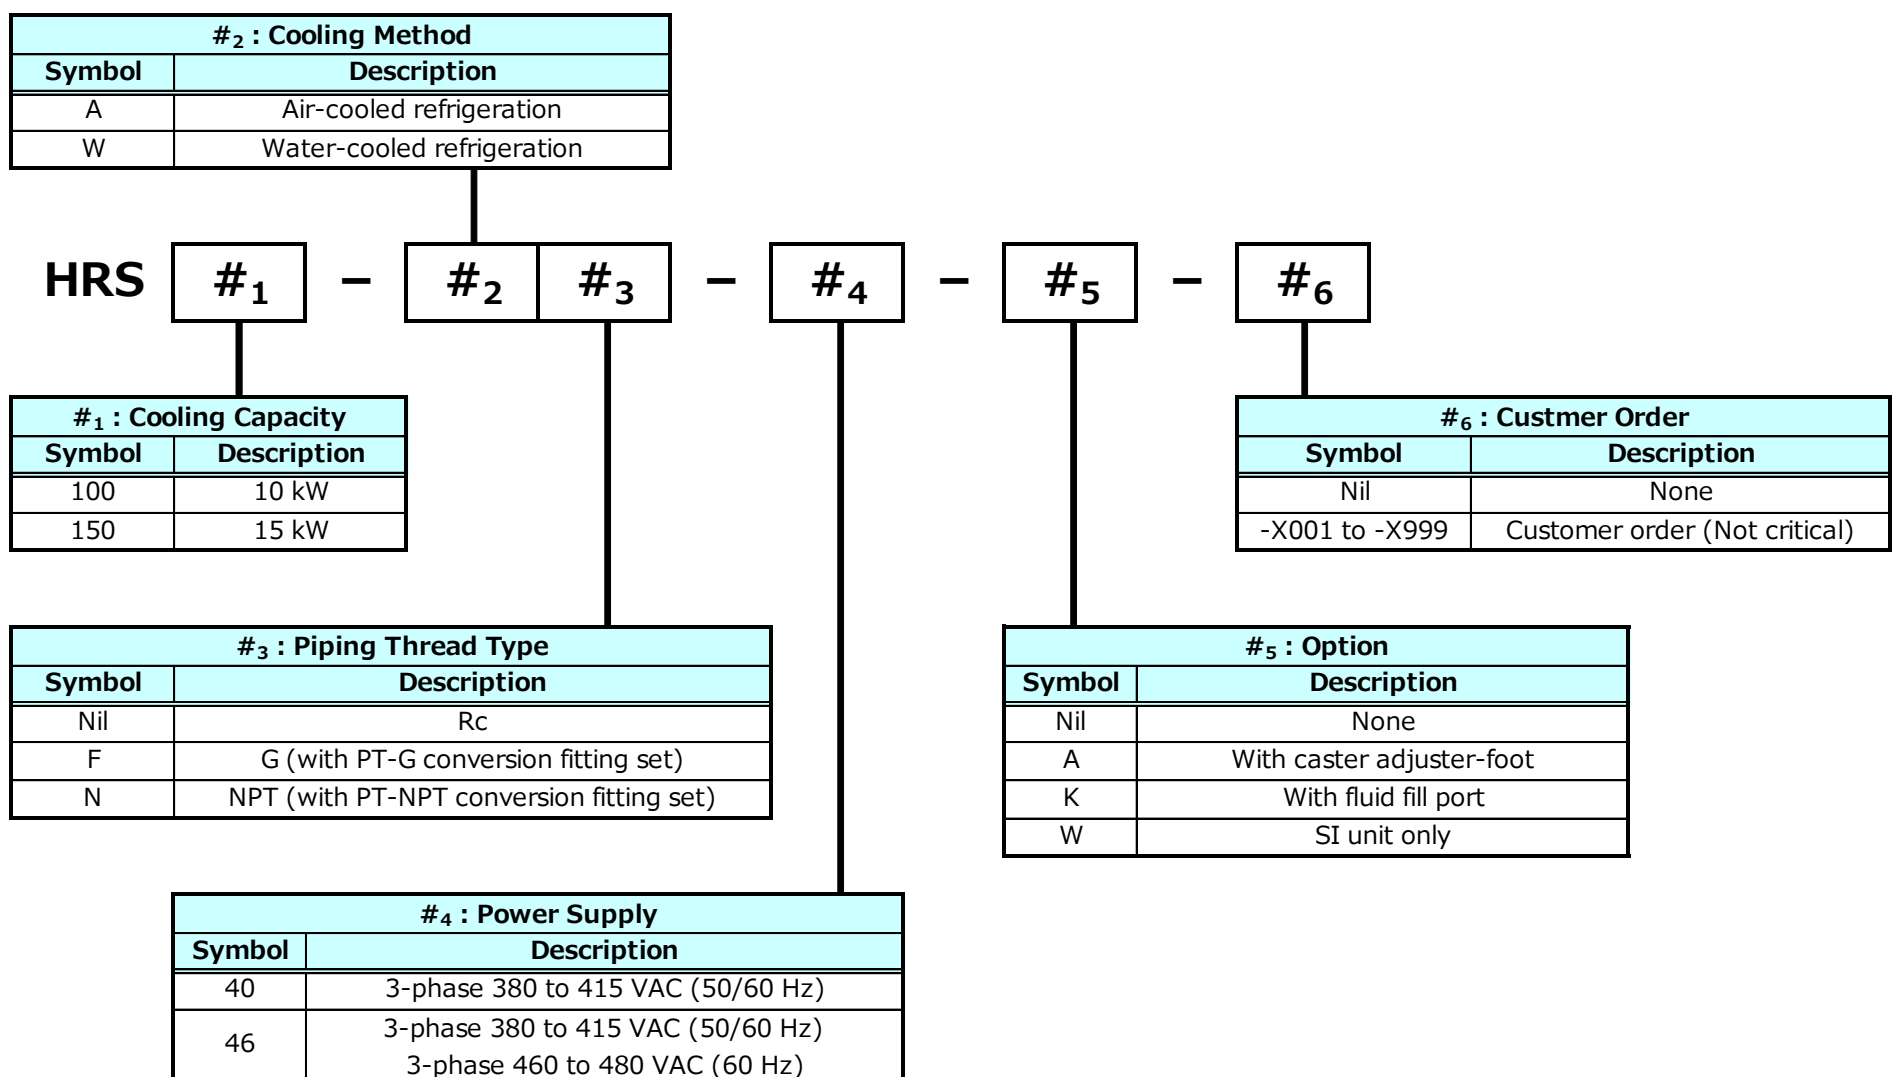 #2 : Cooling Method
Symbol Description
A Air-cooled refrigeration
W Water-cooled refrigeration
HRS #1 – #2 #3 – #4 – #5 – #6
#1 : Cooling Capacity
Symbol Description
100 10 kW
150 15 kW
#6 : Custmer Order
Symbol Description
Nil None
-X001 to -X999 Customer order (Not critical)
#3 : Piping Thread Type
Symbol Description
Nil Rc
F G (with PT-G conversion fitting set)
N NPT (with PT-NPT conversion fitting set)
#5 : Option
Symbol Description
Nil None
A With caster adjuster-foot
K With fluid fill port
W SI unit only
#4 : Power Supply
Symbol Description
40 3-phase 380 to 415 VAC (50/60 Hz)
46 3-phase 380 to 415 VAC (50/60 Hz)
3-phase 460 to 480 VAC (60 Hz)